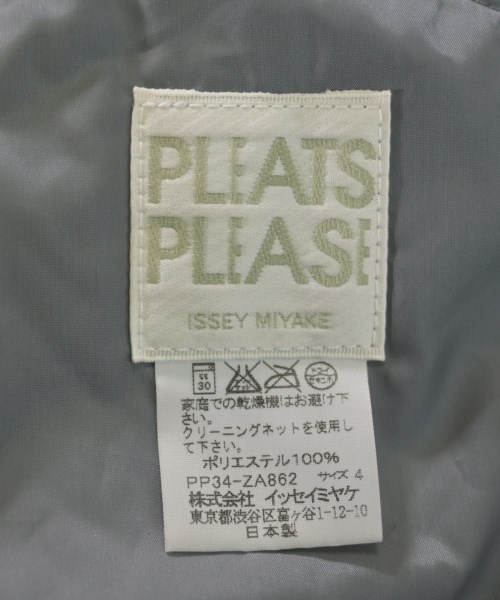 PLEATS
PLEASE
ISSEY MIYAKE
30
家庭での乾燥機はお避け下
さい。
クリーニングネットを使用し
て下さい。
ポリエステル100%
PP34-ZA862 サイズ 4
株式会社 イッセイミヤケ
東京都渋谷区富ヶ谷1-12-10
日本製